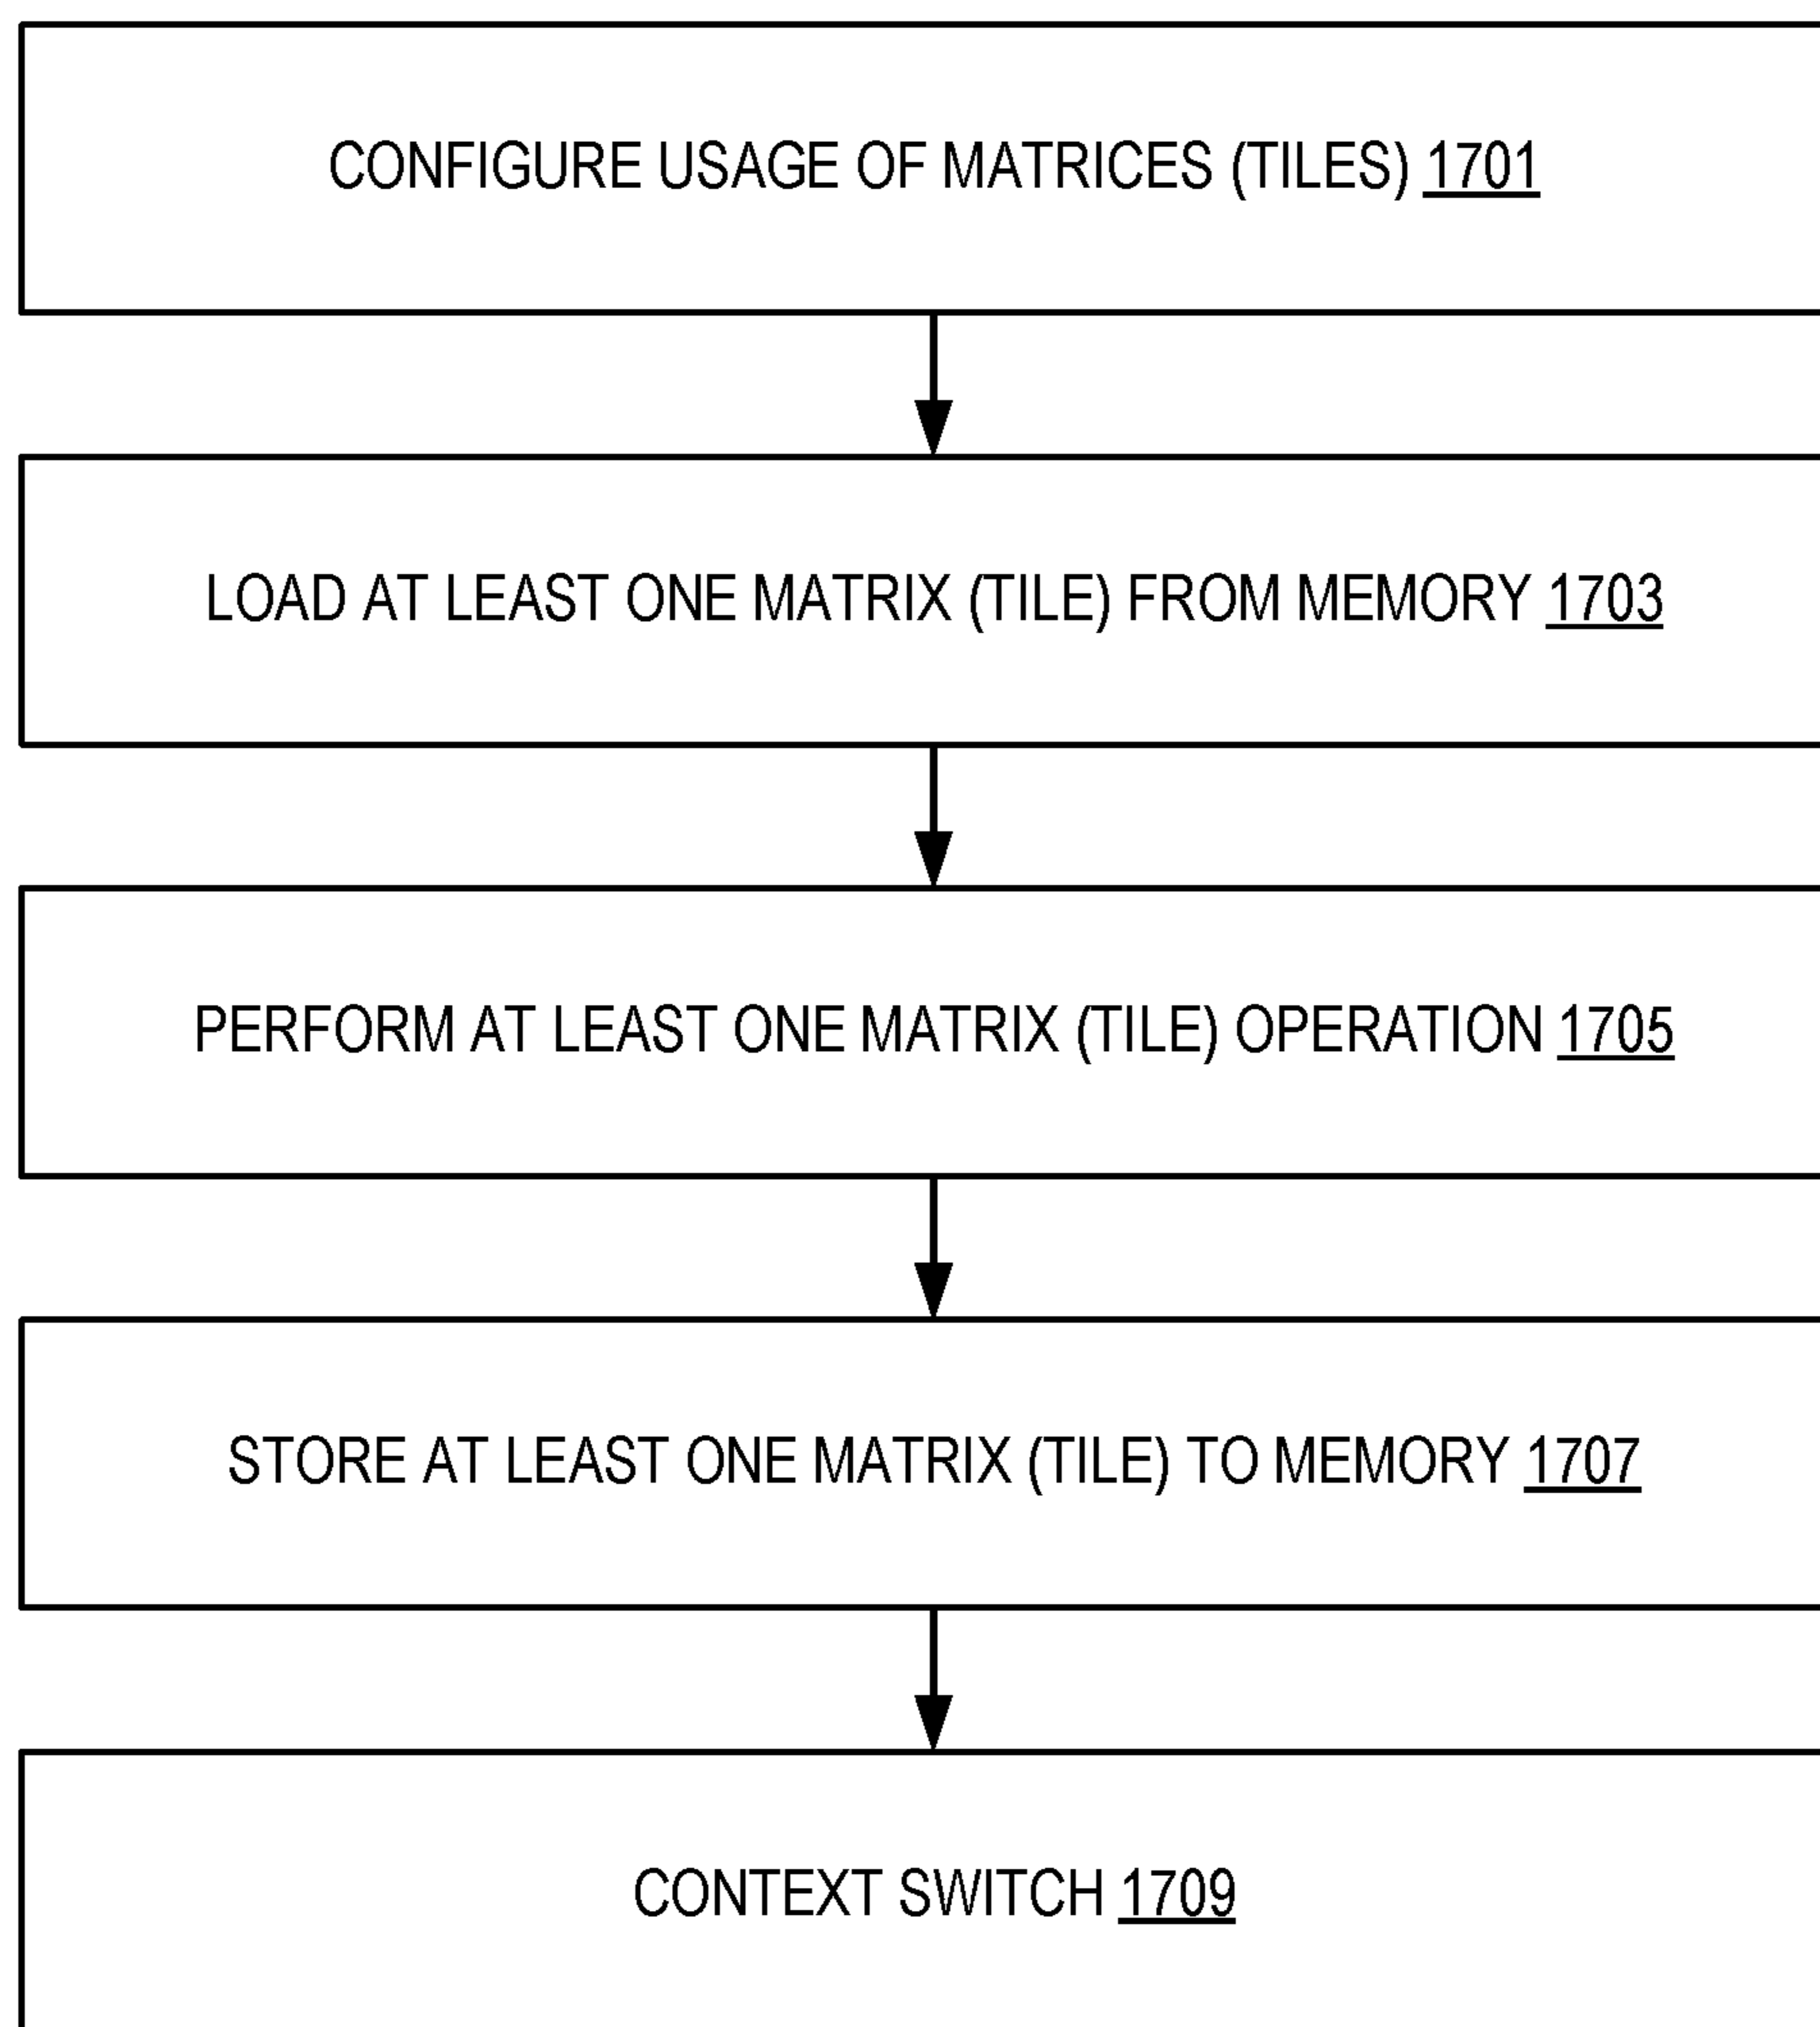 CONFIGURE USAGE OF MATRICES (TILES) 1701
LOAD AT LEAST ONE MATRIX (TILE) FROM MEMORY 1703
PERFORM AT LEAST ONE MATRIX (TILE) OPERATION 1705
STORE AT LEAST ONE MATRIX (TILE) TO MEMORY 1707
CONTEXT SWITCH 1709